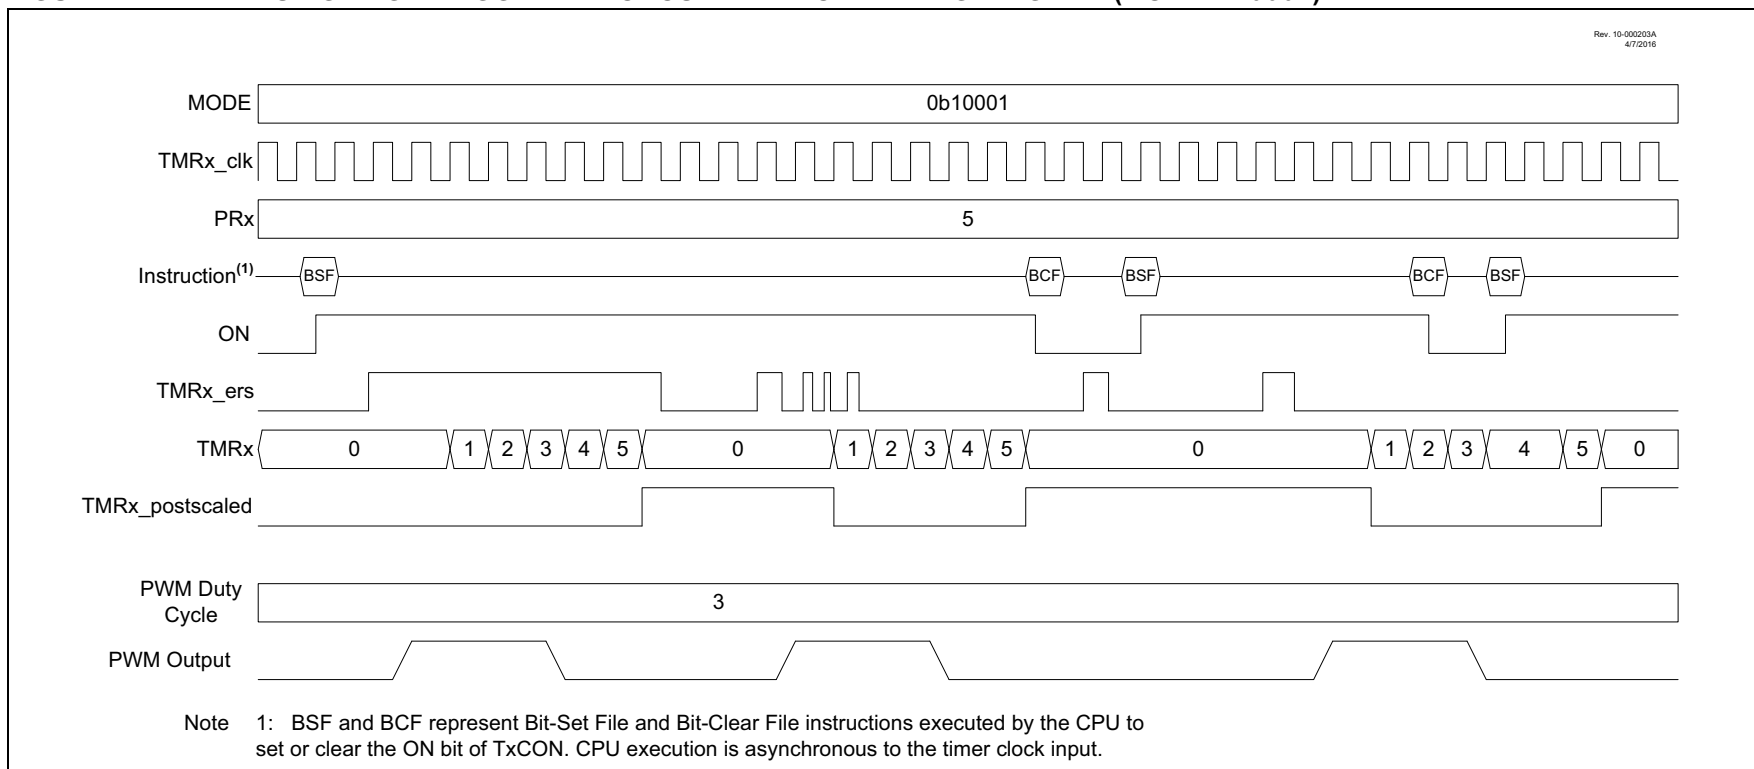 Rev. 10-000203A
4/7/2016
MODE 0b10001
TMRx_clk
PRx 5
Instruction(1) BSF BCF BSF BCF BSF
ON
TMRx_ers
TMRx 0 1 2 3 4 5 0 1 2 3 4 5 0 1 2 3 4 5 0
TMRx_postscaled
PWM Duty
Cycle 3
PWM Output
Note 1: BSF and BCF represent Bit-Set File and Bit-Clear File instructions executed by the CPU to
set or clear the ON bit of TxCON. CPU execution is asynchronous to the timer clock input.